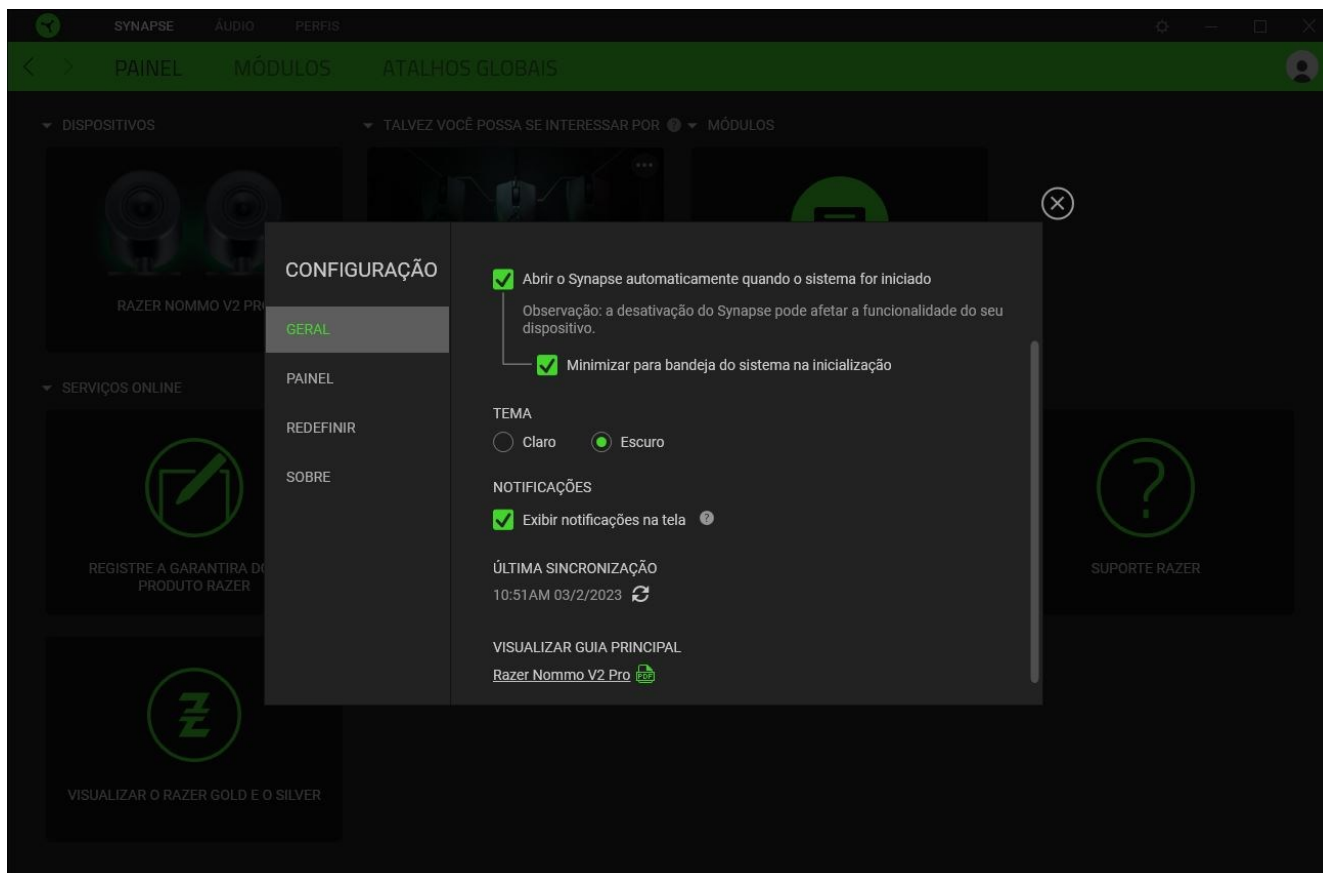 SYNAPSE ÁUDIO PERFIS
PAINEL MÓDULOS ATALHOS GLOBAIS
DISPOSITIVOS
TALVEZ VOCÊ POSSA SE INTERESSAR POR
MÓDULOS
RAZER NOMMO V2 PR
SERVIÇOS ONLINE
REGISTRE A GARANTIRA D
PRODUTO RAZER
SUPORTE RAZER
VISUALIZAR O RAZER GOLD E O SILVER
CONFIGURAÇÃO
GERAL
PAINEL
REDEFINIR
SOBRE
Abrir o Synapse automaticamente quando o sistema for iniciado
Observação: a desativação do Synapse pode afetar a funcionalidade do seu
dispositivo.
Minimizar para bandeja do sistema na inicialização
TEMA
Claro Escuro
NOTIFICAÇÕES
Exibir notificações na tela ?
ÚLTIMA SINCRONIZAÇÃO
10:51AM 03/2/2023
VISUALIZAR GUIA PRINCIPAL
Razer Nommo V2 Pro PDF